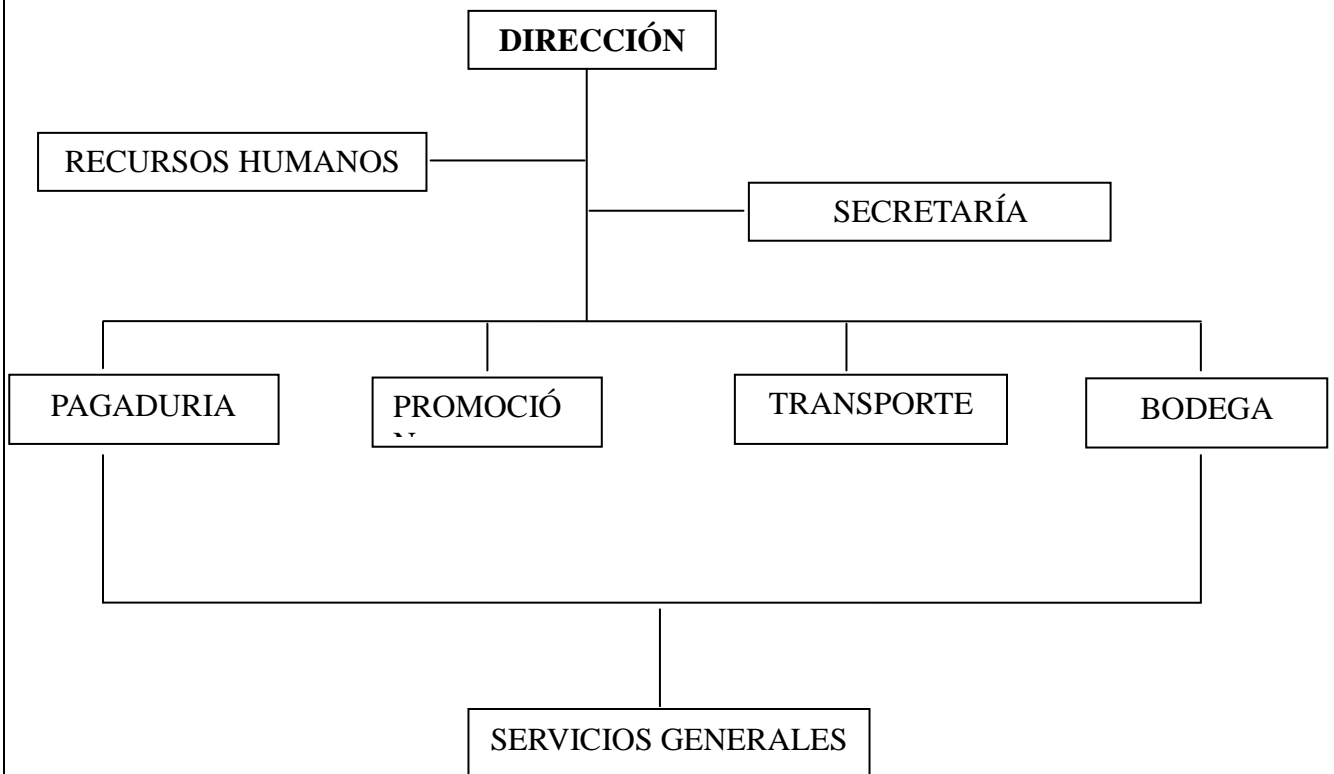 DIRECCIÓN
RECURSOS HUMANOS
SECRETARÍA
PAGADURIA
PROMOCIÓ
N
TRANSPORTE
BODEGA
SERVICIOS GENERALES